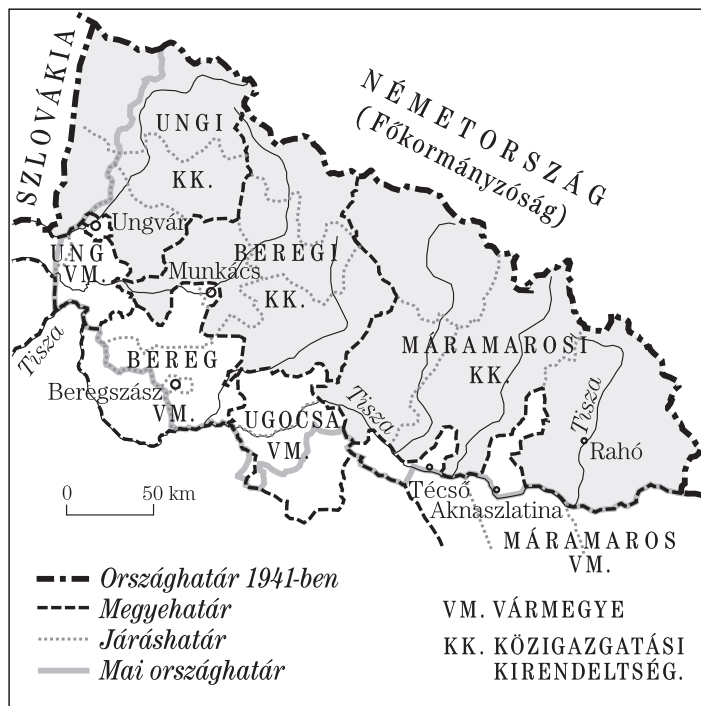 SZLOVÁKIA
NÉMETORSZÁG
(Főkormányzóság)
UNGI
KK.
Ungvár
UNG
VM.
Munkács
BEREGI
KK.
Tisza
BEREG
VM.
Beregszász
MÁRAMAROSI
KK.
UGOCSA
VM.
Tisza
Tisza
Rahó
Técső
Aknaszlatina
0 50 km
MÁRAMAROS
VM.
Országhatár 1941-ben
Megyehatár
Járáshatár
Mai országhatár
VM. VÁRMEGYE
KK. KÖZIGAZGATÁSI
KIRENDELTSÉG.